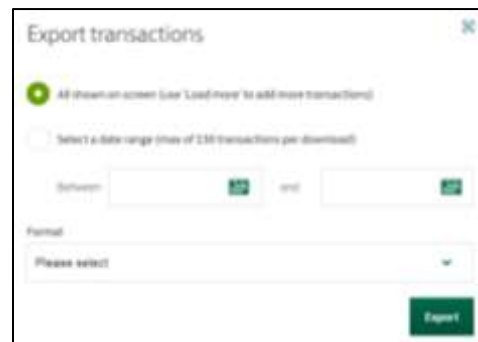 Export transactions
All shown on screen (use 'Load more' to add more transactions)
Select a date range (max of 150 transactions per download)
Between
and
Format
Please select
Export